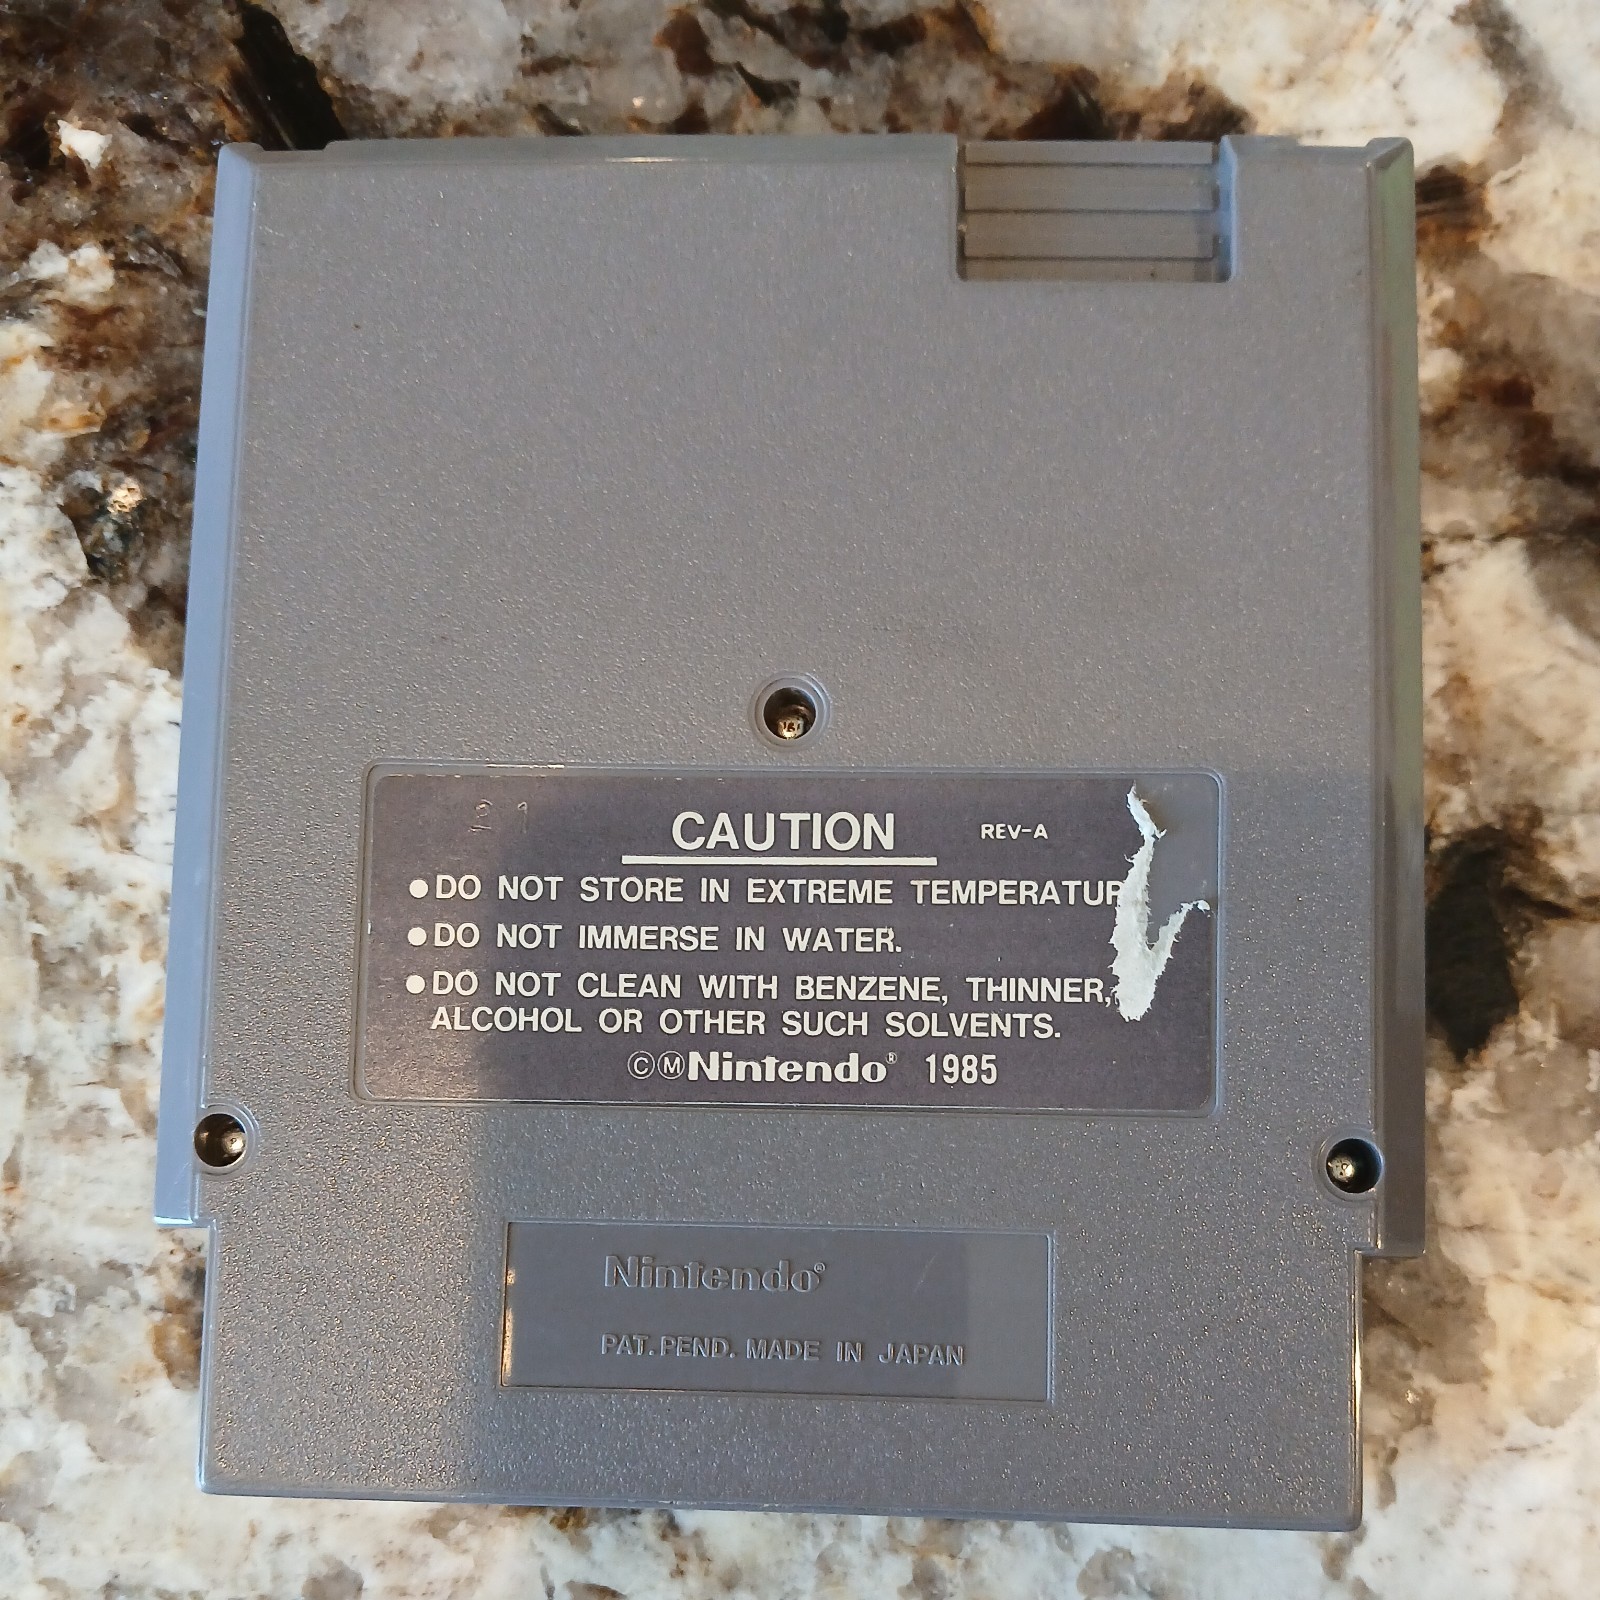 21
CAUTION REV-A
●DO NOT STORE IN EXTREME TEMPERATUR
●DO NOT IMMERSE IN WATER.
●DO NOT CLEAN WITH BENZENE, THINNER,
ALCOHOL OR OTHER SUCH SOLVENTS.
©ⓂNintendo® 1985
Nintendo®
PAT. PEND. MADE IN JAPAN